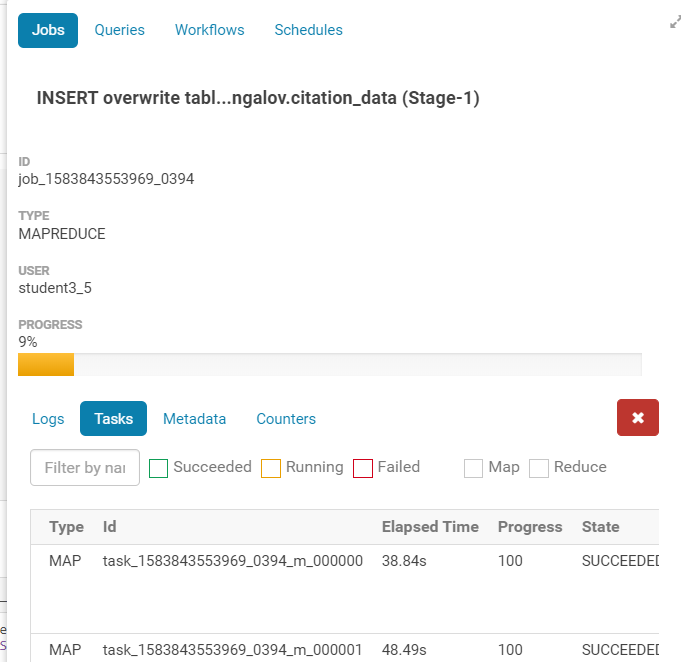 Jobs Queries Workflows Schedules
INSERT overwrite tabl...ngalov.citation_data (Stage-1)
ID
job_1583843553969_0394
TYPE
MAPREDUCE
USER
student3_5
PROGRESS
9%
Logs Tasks Metadata Counters
Filter by nai Succeeded Running Failed Map Reduce
Type Id Elapsed Time Progress State
MAP task_1583843553969_0394_m_000000 38.84s 100 SUCCEEDED
e
S
MAP task_1583843553969_0394_m_000001 48.49s 100 SUCCEEDED